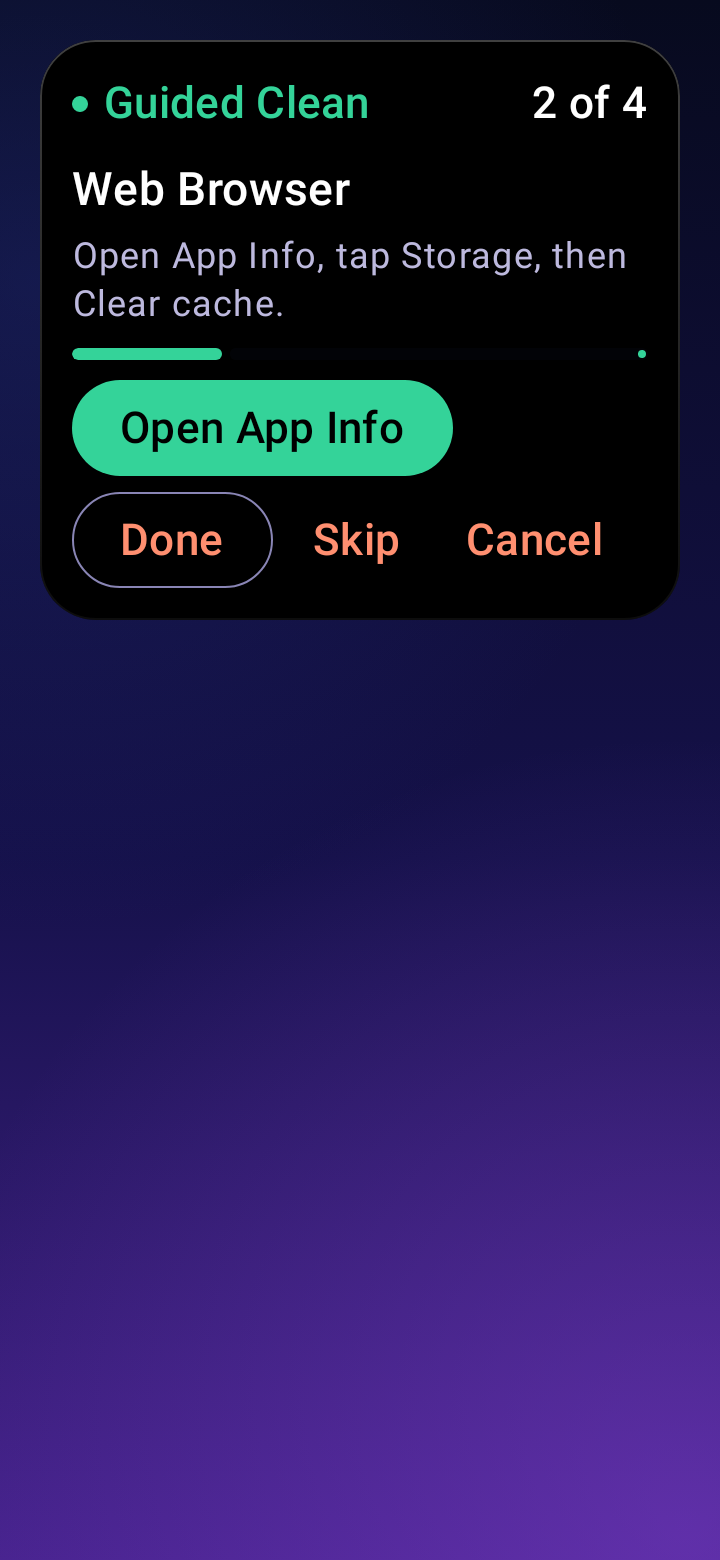 Guided Clean 2 of 4
Web Browser
Open App Info, tap Storage, then
Clear cache.
Open App Info
Done Skip Cancel